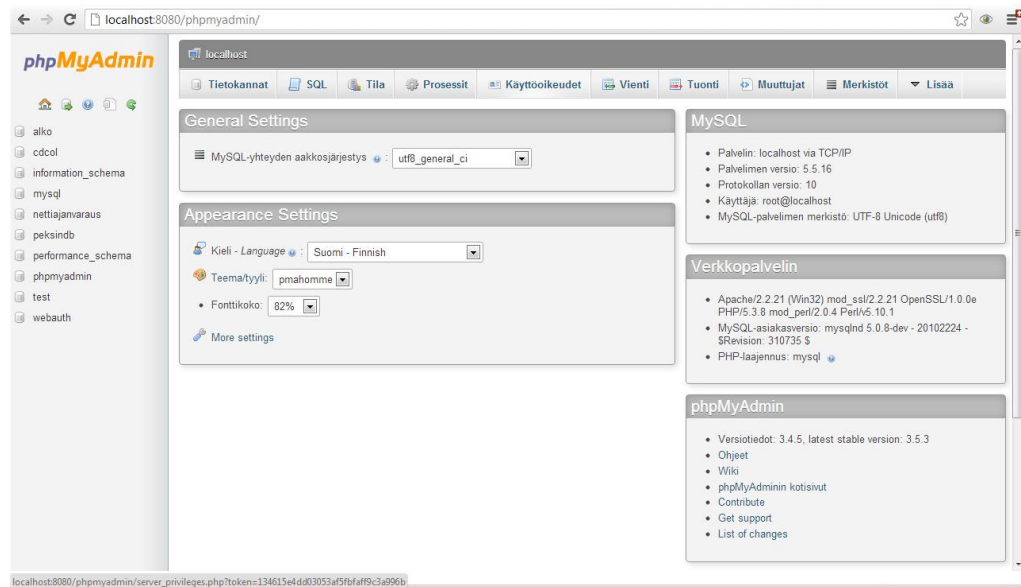 localhost:8080/phpmyadmin/
phpMyAdmin
alko
cdcol
information_schema
mysql
nettiajanvaraus
peksindb
performance_schema
phpmyadmin
test
webauth
localhost
Tietokannat SQL Tila Prosessit Käyttöoikeudet Vienti Tuonti Muuttujat Merkistöt Lisää
General Settings
MySQL-yhteyden aakkosjärjestys : utf8_general_ci
Appearance Settings
Kieli - Language : Suomi - Finnish
Teema/tyyli: pmahomme
• Fonttikoko: 82%
More settings
MySQL
• Palvelin: localhost via TCP/IP
• Palvelimen versio: 5.5.16
• Protokollan versio: 10
• Käyttäjä: root@localhost
• MySQL-palvelimen merkistö: UTF-8 Unicode (utf8)
Verkkopalvelin
• Apache/2.2.21 (Win32) mod_ssl/2.2.21 OpenSSL/1.0.0e
PHP/5.3.8 mod_perl/2.0.4 Perl/v5.10.1
• MySQL-asiakasversio: mysqlnd 5.0.8-dev - 20102224 -
$Revision: 310735 $
• PHP-laajennus: mysql
phpMyAdmin
• Versiotiedot: 3.4.5, latest stable version: 3.5.3
• Ohjeet
• Wiki
• phpMyAdminin kotisivut
• Contribute
• Get support
• List of changes
localhost:8080/phpmyadmin/server_privileges.php?token=134615e4dd03053af5fbfaff9c3a996b